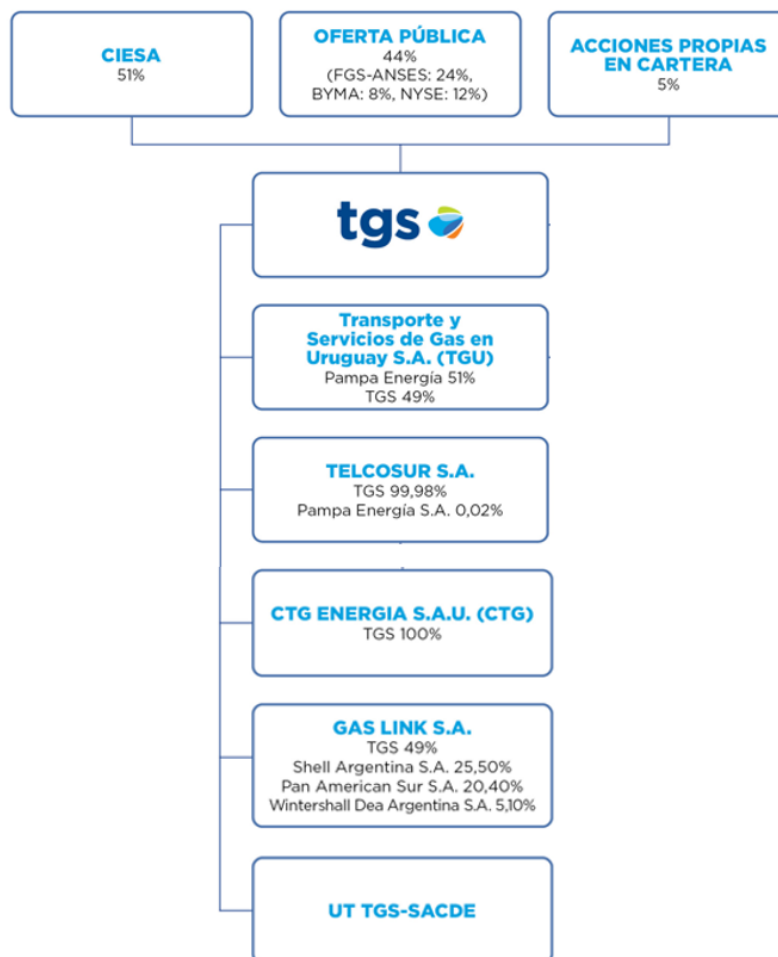 CIESA
51%
OFERTA PÚBLICA
44%
(FGS-ANSES: 24%,
BYMA: 8%, NYSE: 12%)
ACCIONES PROPIAS
EN CARTERA
5%
tgs
Transporte y
Servicios de Gas en
Uruguay S.A. (TGU)
Pampa Energía 51%
TGS 49%
TELCOSUR S.A.
TGS 99,98%
Pampa Energía S.A. 0,02%
CTG ENERGIA S.A.U. (CTG)
TGS 100%
GAS LINK S.A.
TGS 49%
Shell Argentina S.A. 25,50%
Pan American Sur S.A. 20,40%
Wintershall Dea Argentina S.A. 5,10%
UT TGS-SACDE